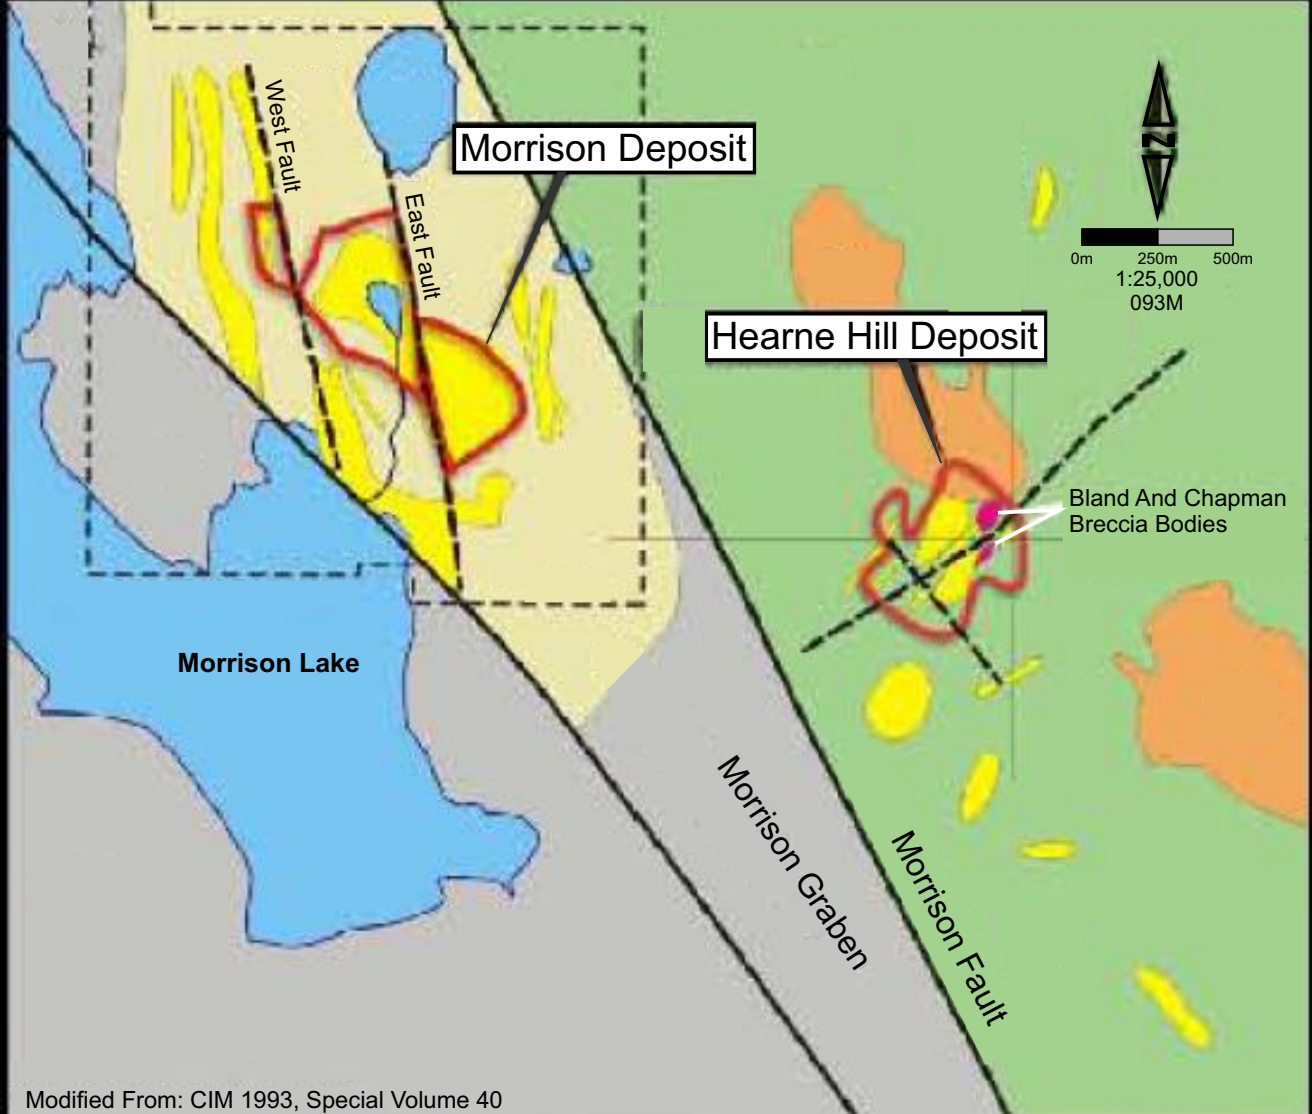 West Fault
Morrison Deposit
East Fault
N
0m 250m 500m
1:25,000
093M
Hearne Hill Deposit
Bland And Chapman
Breccia Bodies
Morrison Lake
Morrison Graben
Morrison Fault
Modified From: CIM 1993, Special Volume 40